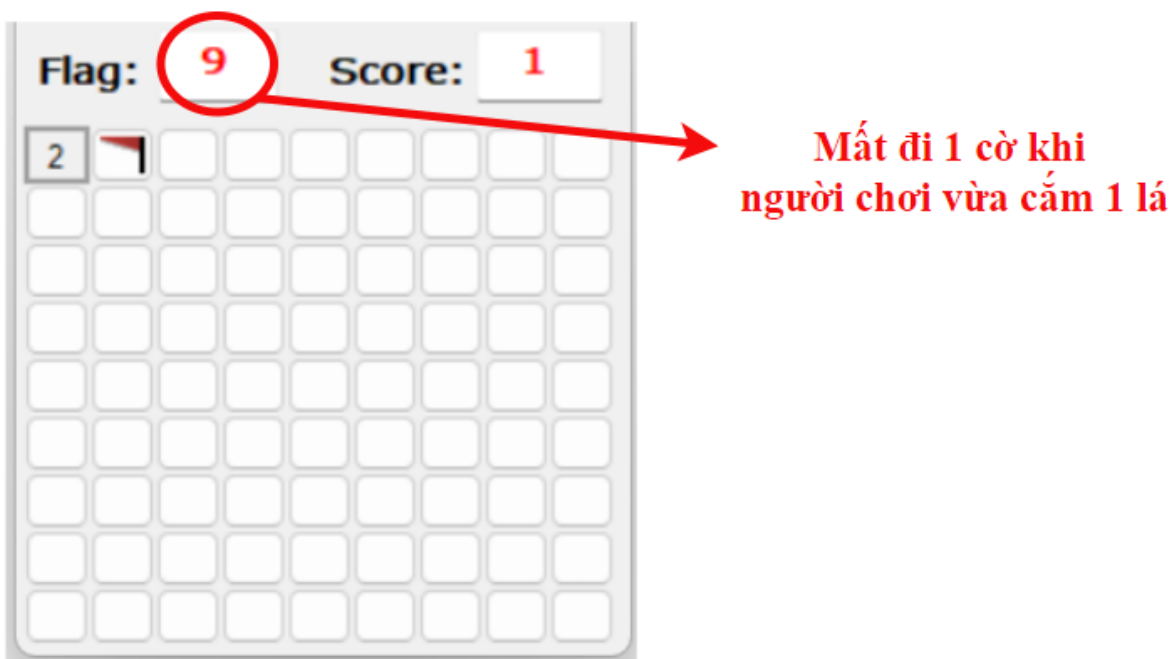 Flag: 9 Score: 1
2
Mất đi 1 cờ khi
người chơi vừa cắm 1 lá